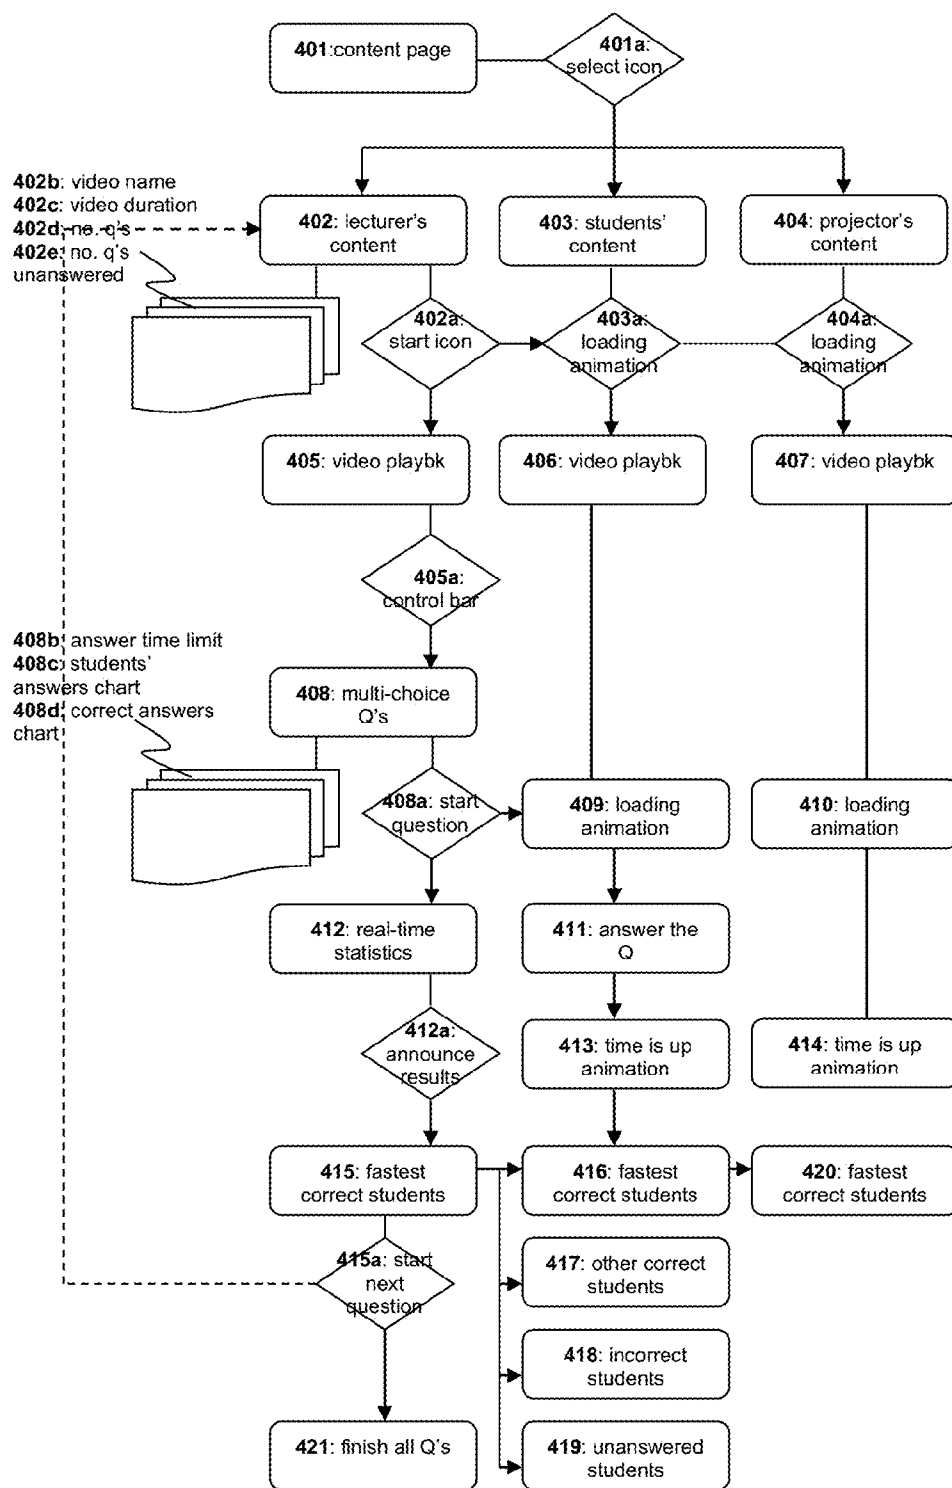 401:content page
401a:
select icon
402b: video name
402c: video duration
402d: no. q's
402e: no. q's
unanswered
402: lecturer's
content
403: students'
content
404: projector's
content
402a:
start icon
403a:
loading
animation
404a:
loading
animation
405: video playbk
406: video playbk
407: video playbk
405a:
control bar
408b: answer time limit
408c: students'
answers chart
408d: correct answers
chart
408: multi-choice
Q's
408a: start
question
409: loading
animation
410: loading
animation
412: real-time
statistics
411: answer the
Q
412a:
announce
results
413: time is up
animation
414: time is up
animation
415: fastest
correct students
416: fastest
correct students
420: fastest
correct students
415a: start
next
question
417: other correct
students
418: incorrect
students
421: finish all Q's
419: unanswered
students